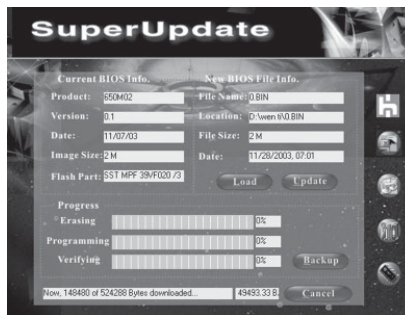 SuperUpdate
Current BIOS Info.
New BIOS File Info.
Product: 650M02
File Name: 0.BIN
Version: 0.1
Location: D:\wen ti\0.BIN
Date: 11/07/03
File Size: 2 M
Image Size: 2 M
Date: 11/28/2003, 07:01
Flash Part: SST MPF 39VF020 /3
Load Update
Progress
Erasing 0%
Programming 0%
Verifying 0%
Backup
Now, 148480 of 524288 Bytes downloaded... 49493.33 B.
Cancel